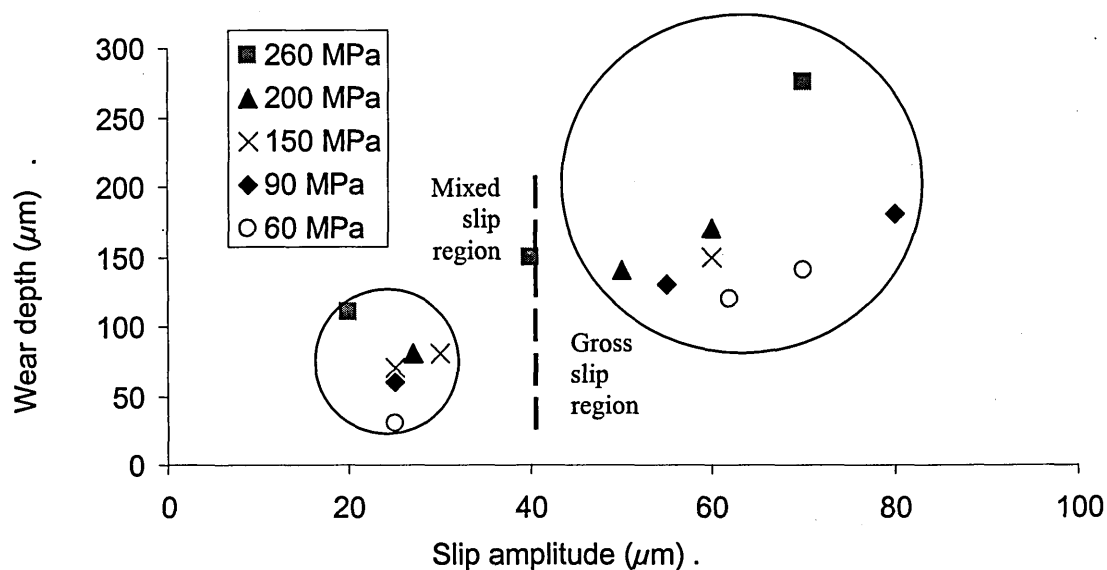 300
250
200
150
100
50
0
Wear depth (µm) .
260 MPa
200 MPa
150 MPa
90 MPa
60 MPa
Mixed
slip
region
Gross
slip
region
0 20 40 60 80 100
Slip amplitude (µm) .